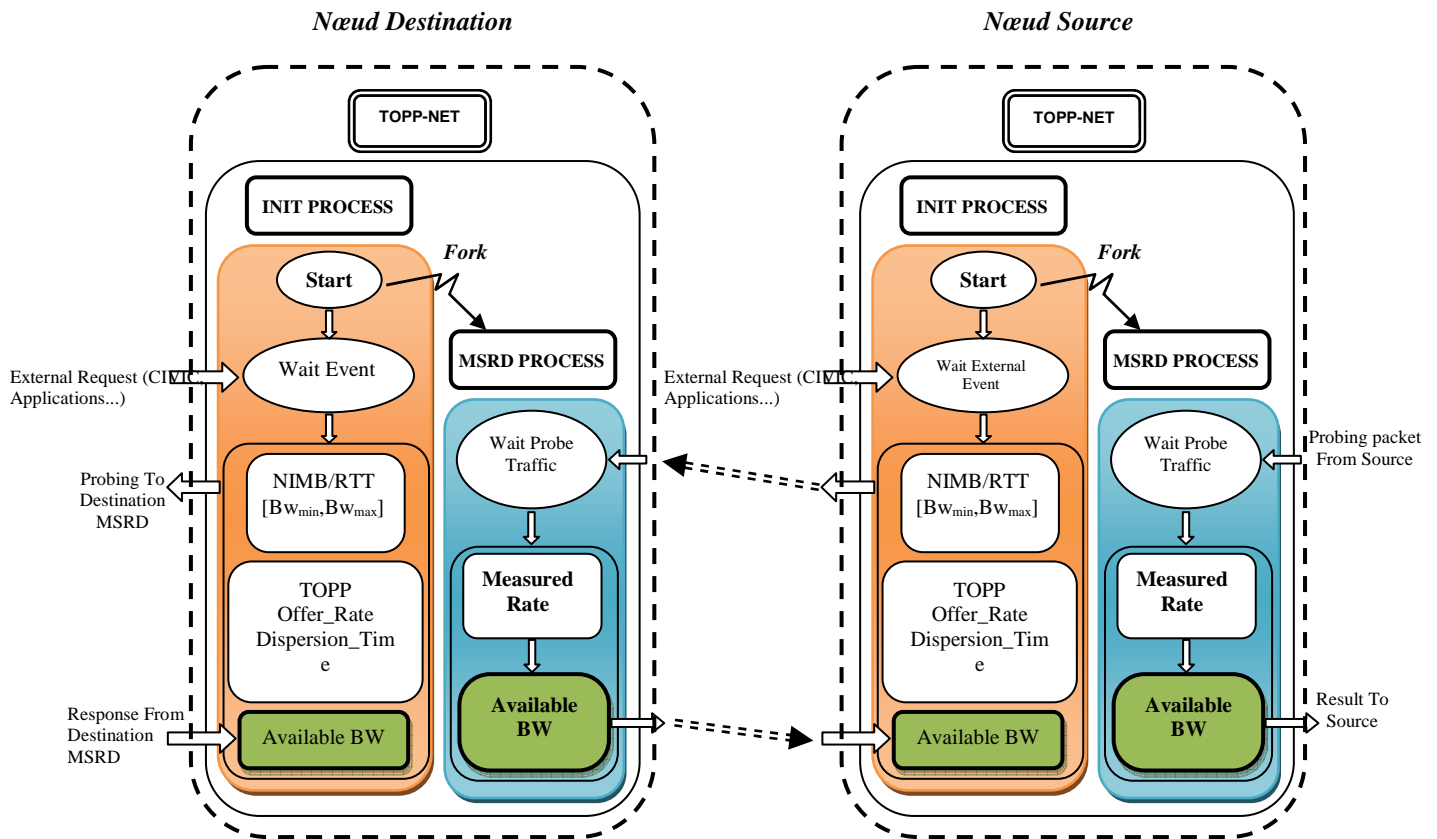 Nœud Destination
Nœud Source
TOPP-NET
INIT PROCESS
Fork
Start
MSRD PROCESS
Wait Event
External Request (CIVIC,
Applications...)
Wait Probe
Traffic
NIMB/RTT
[Bwmin,Bwmax]
Probing To
Destination
MSRD
TOPP
Offer_Rate
Dispersion_Tim
e
Measured
Rate
Available
BW
Response From
Destination
MSRD
Available BW
TOPP-NET
INIT PROCESS
Fork
Start
MSRD PROCESS
Wait External
Event
External Request (CIVIC,
Applications...)
Wait Probe
Traffic
Probing packet
From Source
NIMB/RTT
[Bwmin,Bwmax]
TOPP
Offer_Rate
Dispersion_Tim
e
Measured
Rate
Available
BW
Result To
Source
Available BW